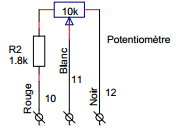 10k
Potentiomètre
R2
1.8k
Blanc
Rouge
10
11
Noir
12